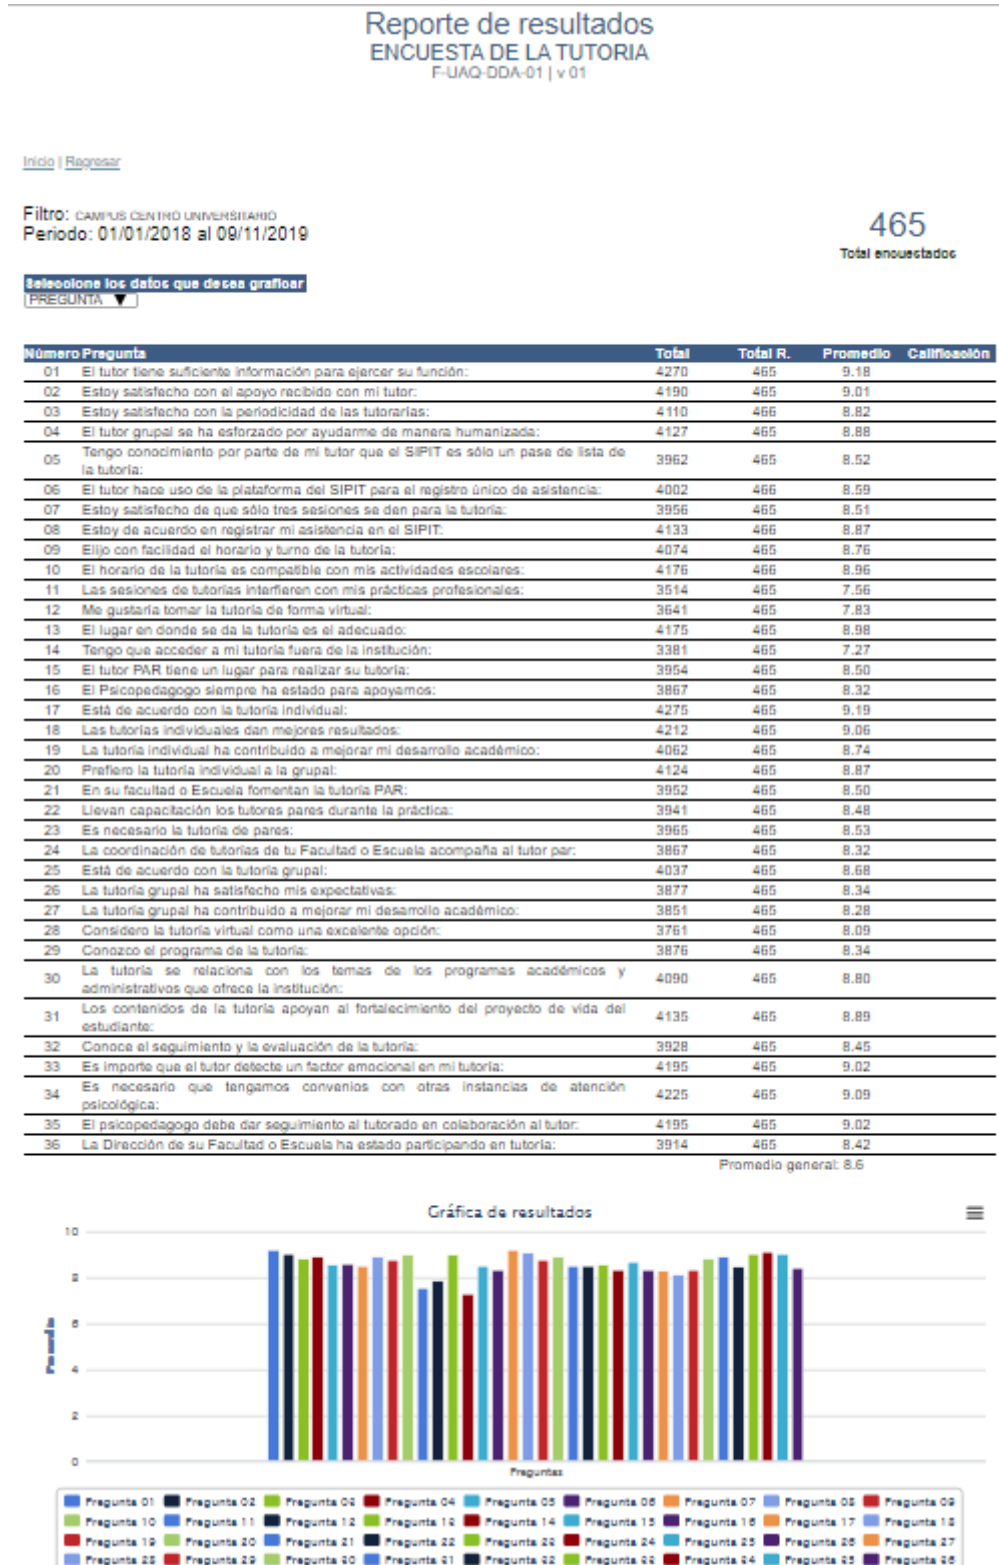 Reporte de resultados
ENCUESTA DE LA TUTORIA
F-UAQ-DDA-01 | v 01
Inicio | Regresar
Filtro: CAMPUS CENTRO UNIVERSITARIO
Periodo: 01/01/2018 al 09/11/2019
465
Total encuestados
Seleccione los datos que desea graficar
PREGUNTA ▼
Número Pregunta Total Total R. Promedio Calificación
01 El tutor tiene suficiente información para ejercer su función: 4270 465 9.18
02 Estoy satisfecho con el apoyo recibido con mi tutor: 4190 465 9.01
03 Estoy satisfecho con la periodicidad de las tutorarías: 4110 466 8.82
04 El tutor grupal se ha esforzado por ayudarme de manera humanizada: 4127 465 8.88
05 Tengo conocimiento por parte de mi tutor que el SIPIT es sólo un pase de lista de
la tutoría: 3962 465 8.52
06 El tutor hace uso de la plataforma del SIPIT para el registro único de asistencia: 4002 466 8.59
07 Estoy satisfecho de que sólo tres sesiones se den para la tutoría: 3956 465 8.51
08 Estoy de acuerdo en registrar mi asistencia en el SIPIT: 4133 466 8.87
09 Elijo con facilidad el horario y turno de la tutoría: 4074 465 8.76
10 El horario de la tutoría es compatible con mis actividades escolares: 4176 466 8.96
11 Las sesiones de tutorías interfieren con mis prácticas profesionales: 3514 465 7.56
12 Me gustaría tomar la tutoría de forma virtual: 3641 465 7.83
13 El lugar en donde se da la tutoría es el adecuado: 4175 465 8.98
14 Tengo que acceder a mi tutoría fuera de la institución: 3381 465 7.27
15 El tutor PAR tiene un lugar para realizar su tutoría: 3954 465 8.50
16 El Psicopedagogo siempre ha estado para apoyarnos: 3867 465 8.32
17 Está de acuerdo con la tutoría individual: 4275 465 9.19
18 Las tutorías individuales dan mejores resultados: 4212 465 9.06
19 La tutoría individual ha contribuido a mejorar mi desarrollo académico: 4062 465 8.74
20 Prefiero la tutoría individual a la grupal: 4124 465 8.87
21 En su facultad o Escuela fomentan la tutoría PAR: 3952 465 8.50
22 Llevan capacitación los tutores pares durante la práctica: 3941 465 8.48
23 Es necesario la tutoría de pares: 3965 465 8.53
24 La coordinación de tutorías de tu Facultad o Escuela acompaña al tutor par: 3867 465 8.32
25 Está de acuerdo con la tutoría grupal: 4037 465 8.68
26 La tutoría grupal ha satisfecho mis expectativas: 3877 465 8.34
27 La tutoría grupal ha contribuido a mejorar mi desarrollo académico: 3851 465 8.28
28 Considero la tutoría virtual como una excelente opción: 3761 465 8.09
29 Conozco el programa de la tutoría: 3876 465 8.34
30 La tutoría se relaciona con los temas de los programas académicos y
administrativos que ofrece la institución: 4090 465 8.80
31 Los contenidos de la tutoría apoyan al fortalecimiento del proyecto de vida del
estudiante: 4135 465 8.89
32 Conoce el seguimiento y la evaluación de la tutoría: 3928 465 8.45
33 Es importe que el tutor detecte un factor emocional en mi tutoría: 4195 465 9.02
34 Es necesario que tengamos convenios con otras instancias de atención
psicológica: 4225 465 9.09
35 El psicopedagogo debe dar seguimiento al tutorado en colaboración al tutor: 4195 465 9.02
36 La Dirección de su Facultad o Escuela ha estado participando en tutoría: 3914 465 8.42
Promedio general: 8.6
Gráfica de resultados
10
8
6
4
2
0
Promedio
Preguntas
Pregunta 01 Pregunta 02 Pregunta 03 Pregunta 04 Pregunta 05 Pregunta 06 Pregunta 07 Pregunta 08 Pregunta 09
Pregunta 10 Pregunta 11 Pregunta 12 Pregunta 13 Pregunta 14 Pregunta 15 Pregunta 16 Pregunta 17 Pregunta 18
Pregunta 19 Pregunta 20 Pregunta 21 Pregunta 22 Pregunta 23 Pregunta 24 Pregunta 25 Pregunta 26 Pregunta 27
Pregunta 28 Pregunta 29 Pregunta 30 Pregunta 31 Pregunta 32 Pregunta 33 Pregunta 34 Pregunta 35 Pregunta 36